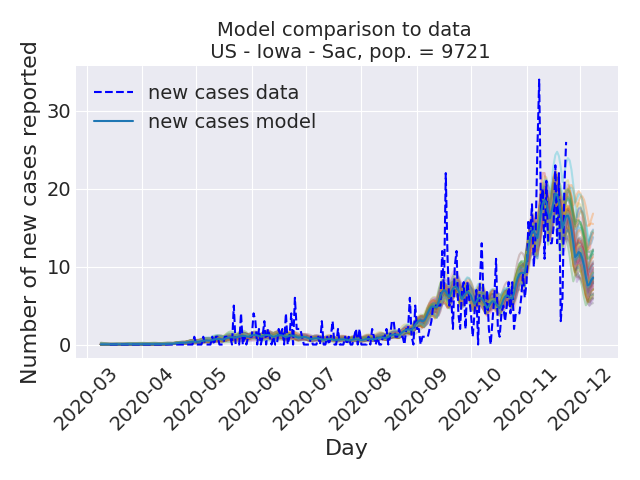 Model comparison to data
US - Iowa - Sac, pop. = 9721
Number of new cases reported
30
20
10
0
new cases data
new cases model
2020-03
2020-04
2020-05
2020-06
2020-07
2020-08
2020-09
2020-10
2020-11
2020-12
Day